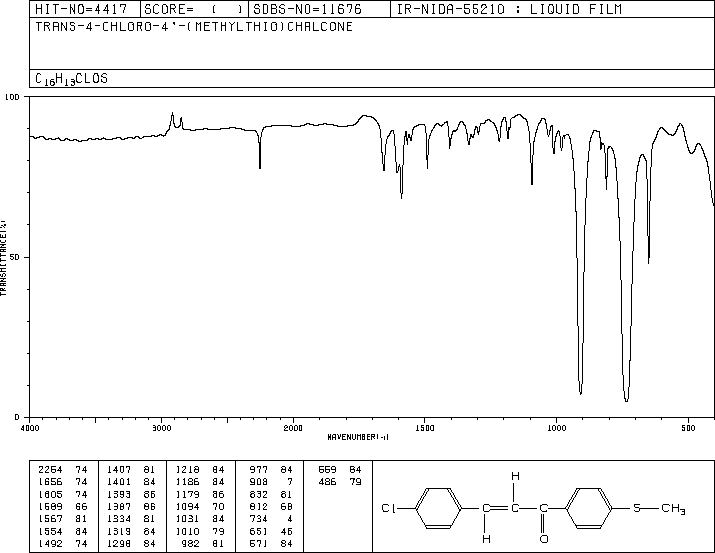 HIT-NO=4417 SCORE= ( ) SDBS-NO=11676 IR-NIDA-55210 : LIQUID FILM
TRANS-4-CHLORO-4'-(METHYLTHIO)CHALCONE
C16H13CLOS
100
TRANSMITTANCE(%)
50
0
4000 3000 2000 1500 1000 500
WAVENUMBER(-1)
2254 74 1407 81 1218 84 977 84 669 84
1656 74 1401 84 1186 84 908 7 486 79
1605 74 1393 86 1179 86 832 81
1589 66 1387 86 1094 70 812 68
1567 81 1334 81 1031 84 734 4
1554 84 1319 84 1010 79 651 46
1492 74 1298 84 982 81 571 84
H
Cl
S
CH3
H
O